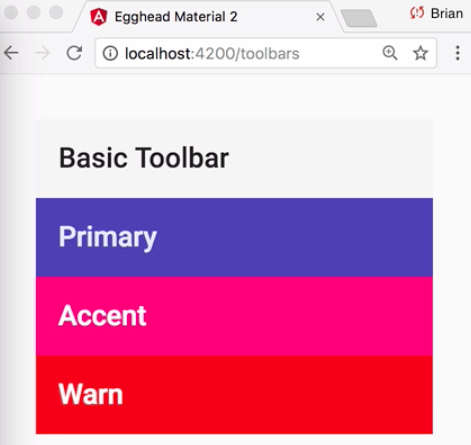 Egghead Material 2
Brian
localhost:4200/toolbars
Basic Toolbar
Primary
Accent
Warn